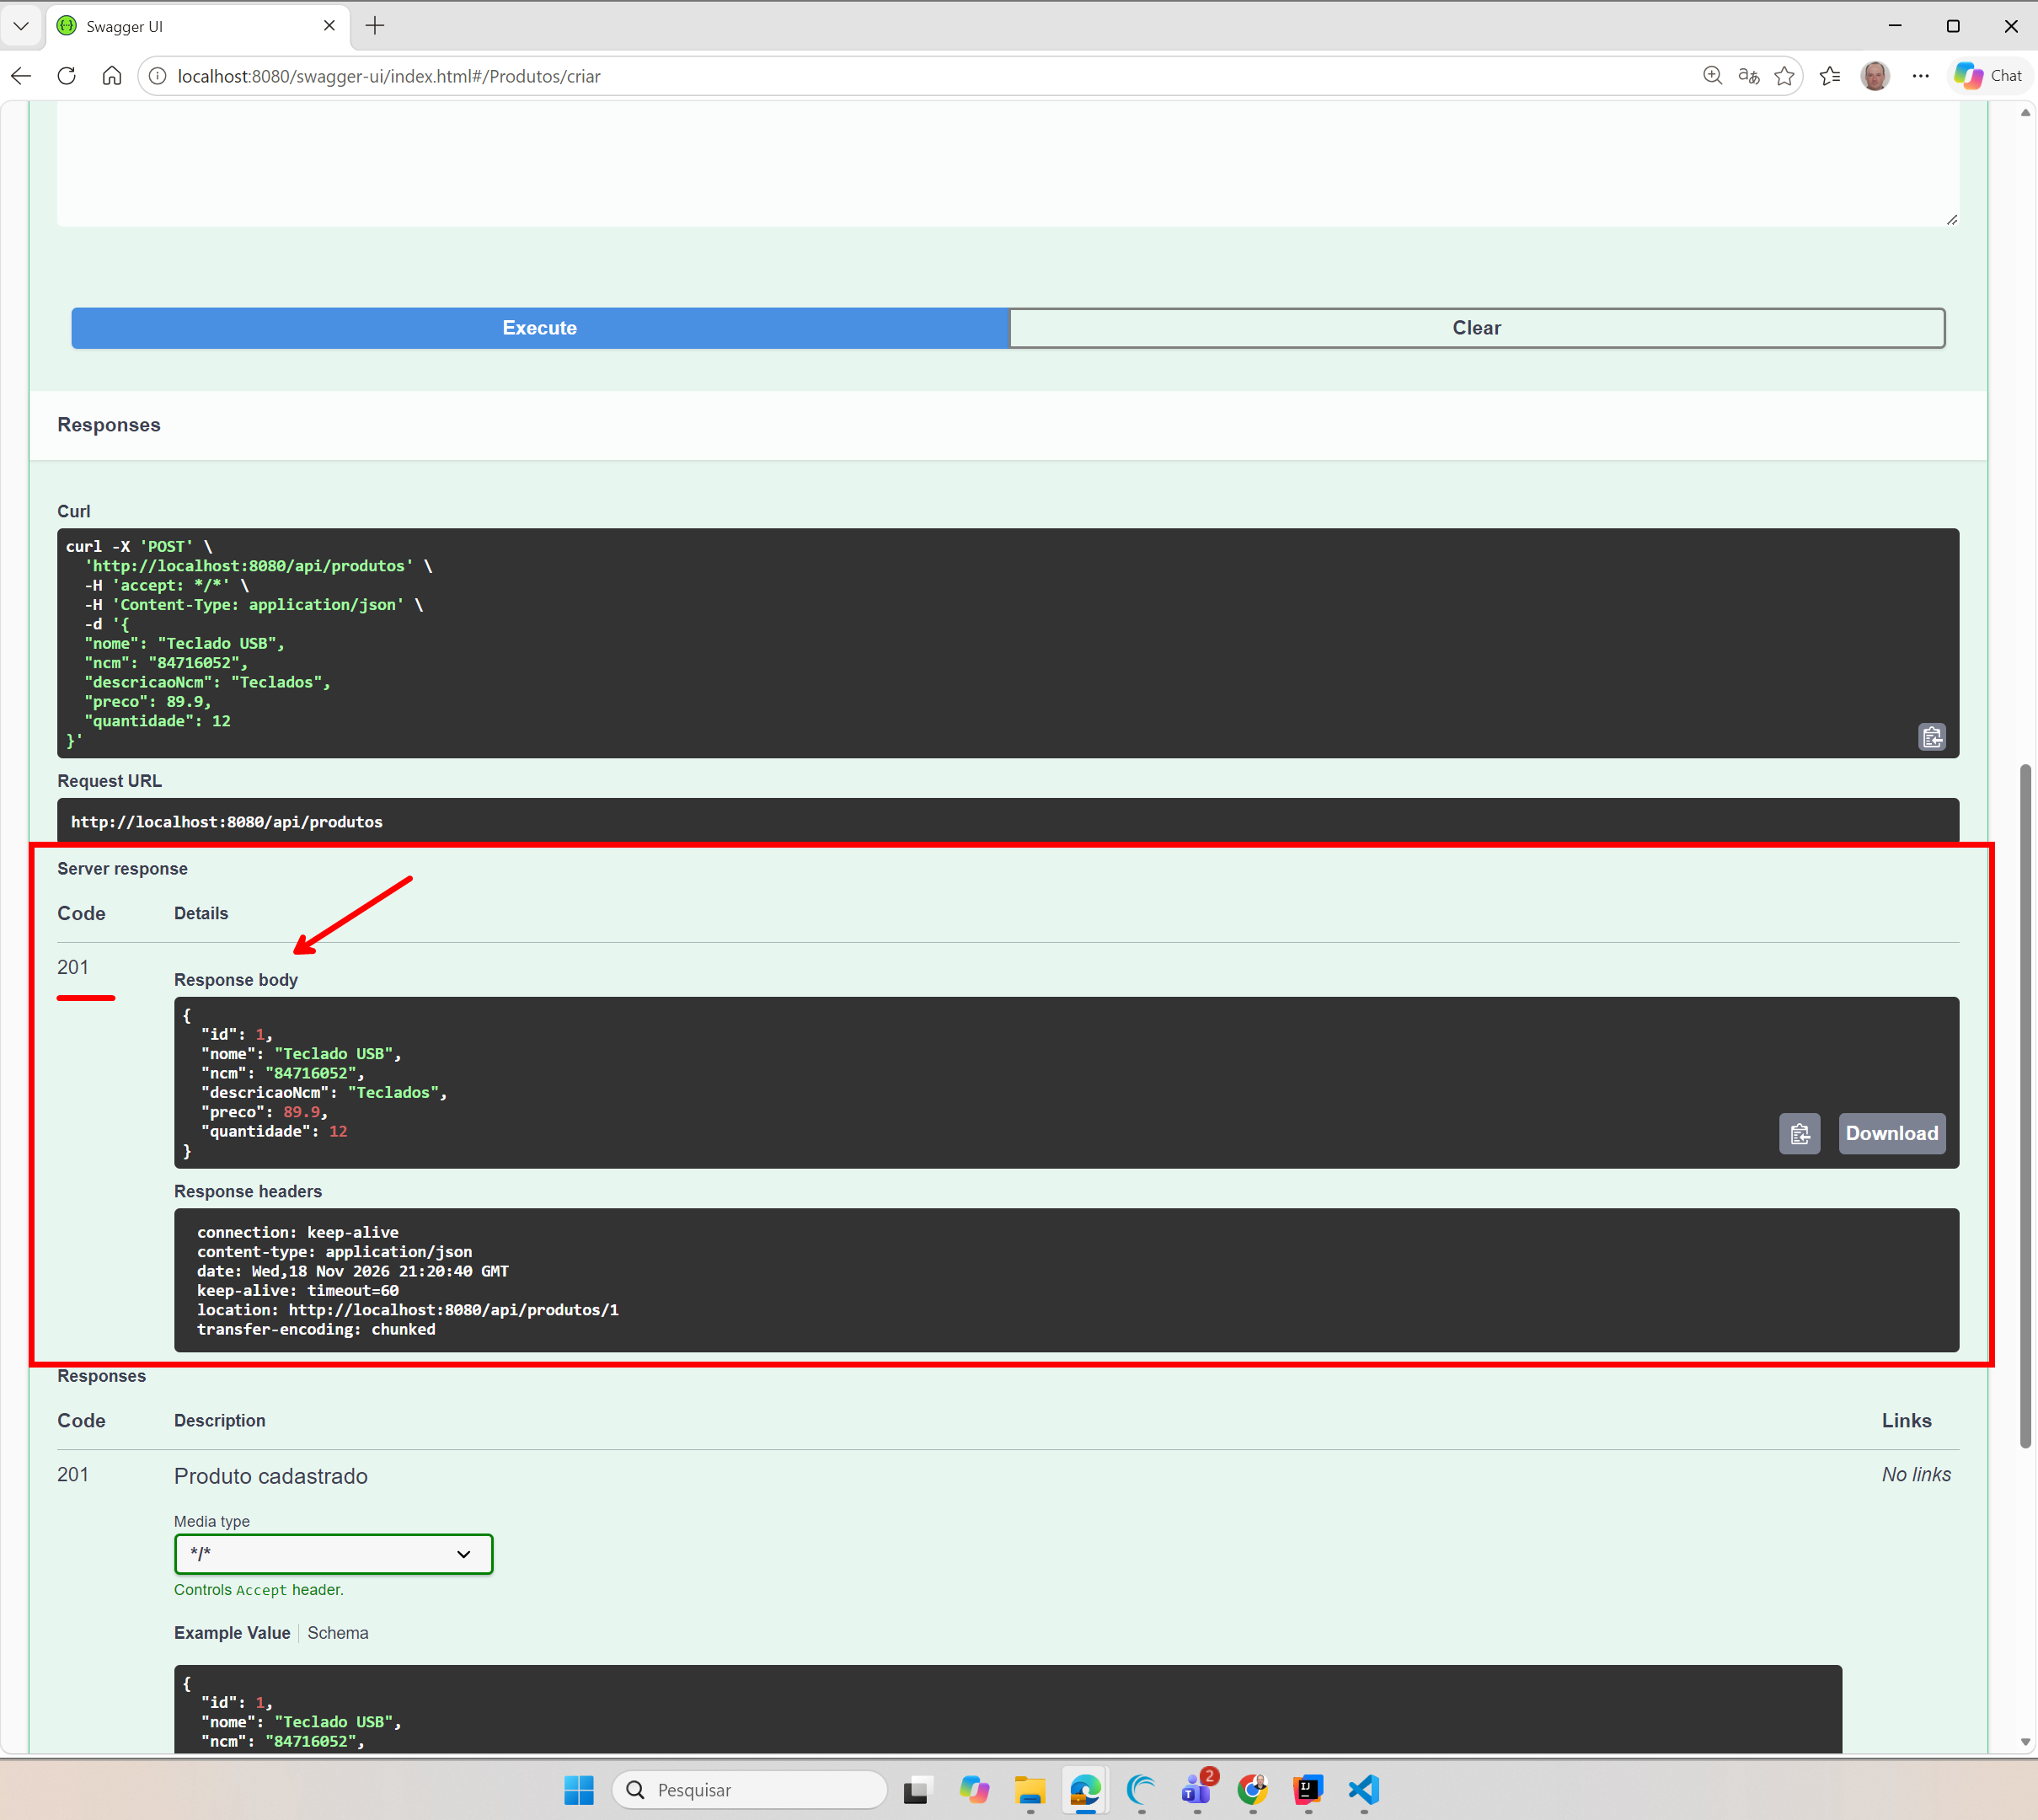 Swagger UI
localhost:8080/swagger-ui/index.html#/Produtos/criar
Chat
Execute
Clear
Responses
Curl
curl -X 'POST' \
  'http://localhost:8080/api/produtos' \
  -H 'accept: */*' \
  -H 'Content-Type: application/json' \
  -d '{
  "nome": "Teclado USB",
  "ncm": "84716052",
  "descricaoNcm": "Teclados",
  "preco": 89.9,
  "quantidade": 12
}'
Request URL
http://localhost:8080/api/produtos
Server response
Code Details
201
Response body
{
  "id": 1,
  "nome": "Teclado USB",
  "ncm": "84716052",
  "descricaoNcm": "Teclados",
  "preco": 89.9,
  "quantidade": 12
}
Download
Response headers
connection: keep-alive
content-type: application/json
date: Wed,18 Nov 2026 21:20:40 GMT
keep-alive: timeout=60
location: http://localhost:8080/api/produtos/1
transfer-encoding: chunked
Responses
Code Description Links
201 Produto cadastrado No links
Media type
*/*
Controls Accept header.
Example Value Schema
{
  "id": 1,
  "nome": "Teclado USB",
  "ncm": "84716052",
Pesquisar
2